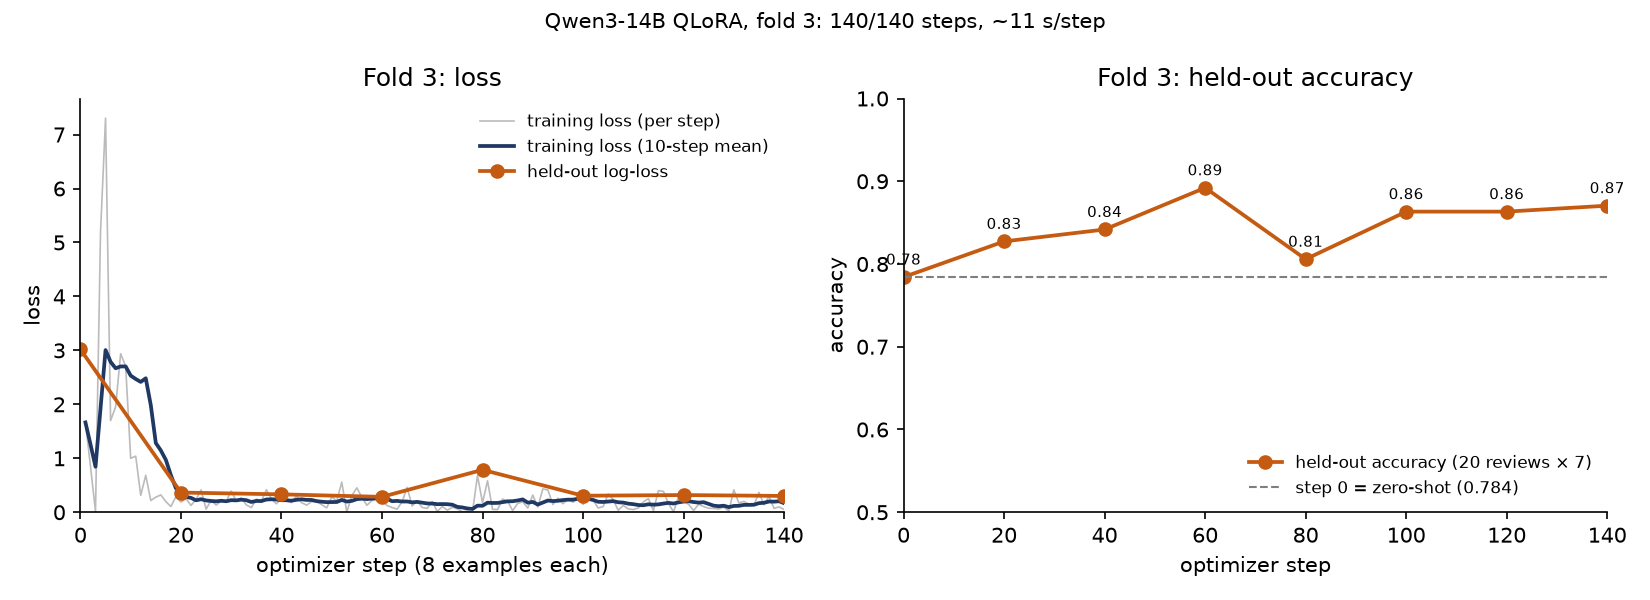 Qwen3-14B QLoRA, fold 3: 140/140 steps, ~11 s/step
Fold 3: loss
training loss (per step)
training loss (10-step mean)
held-out log-loss
loss
7
6
5
4
3
2
1
0
0 20 40 60 80 100 120 140
optimizer step (8 examples each)
Fold 3: held-out accuracy
accuracy
1.0
0.9
0.8
0.7
0.6
0.5
0.78
0.83
0.84
0.89
0.81
0.86
0.86
0.87
held-out accuracy (20 reviews × 7)
step 0 = zero-shot (0.784)
0 20 40 60 80 100 120 140
optimizer step